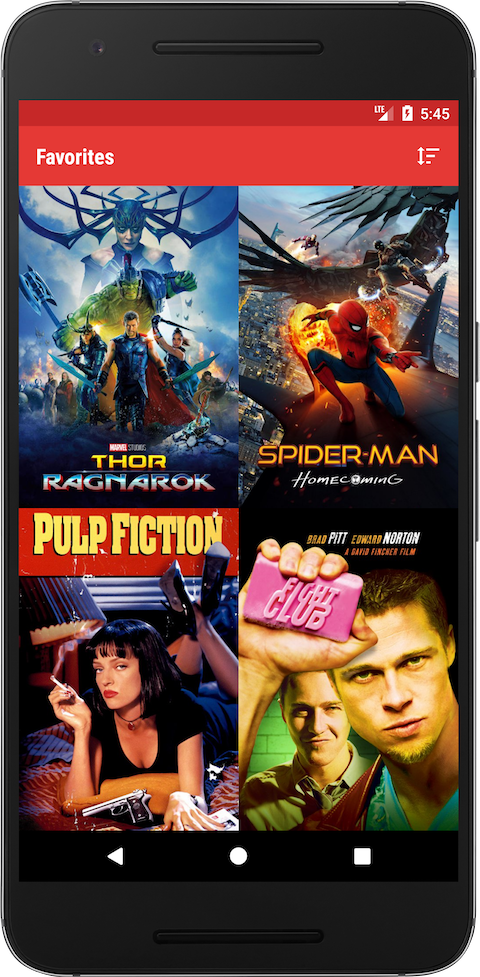 LTE 5:45
Favorites
MARVEL STUDIOS
THOR
RAGNAROK
SPIDER-MAN
HOMECOMING
PULP FICTION
BRAD PITT EDWARD NORTON
A DAVID FINCHER FILM
FIGHT
CLUB